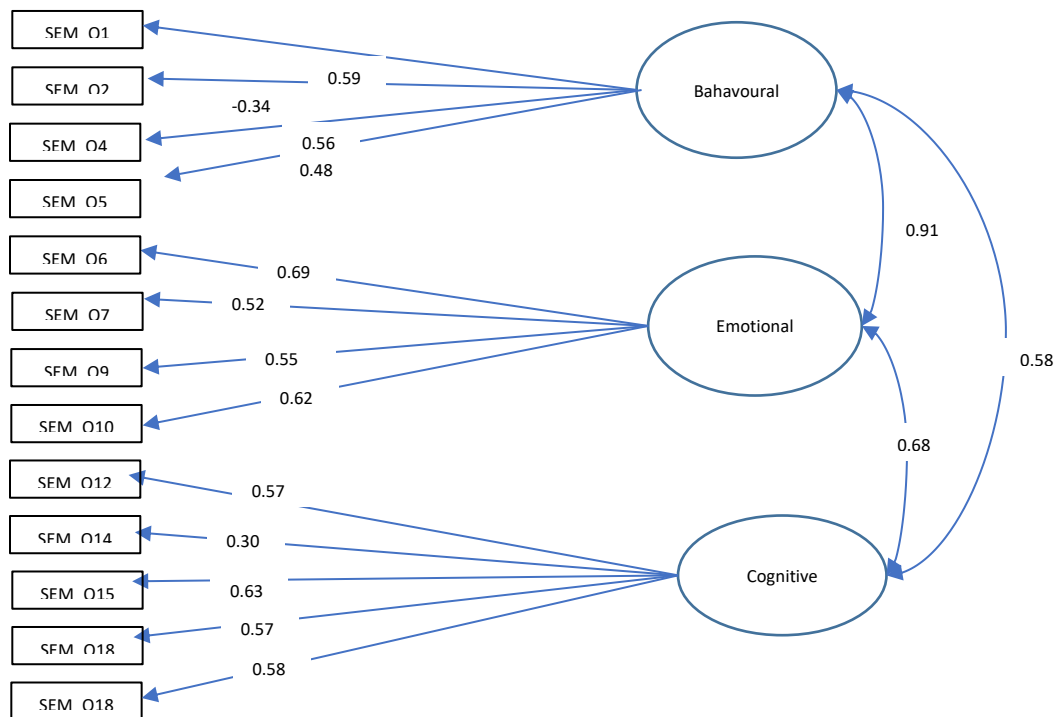 SEM_Q1
0.59
Bahavoural
SEM_Q2
-0.34
SEM_Q4
0.56
0.48
SEM_Q5
0.91
SEM_Q6
0.69
SEM_Q7
0.52
Emotional
0.55
0.58
SEM_Q9
0.62
SEM_Q10
0.68
SEM_Q12
0.57
SEM_Q14
0.30
Cognitive
SEM_Q15
0.63
0.57
SEM_Q18
0.58
SEM_Q18